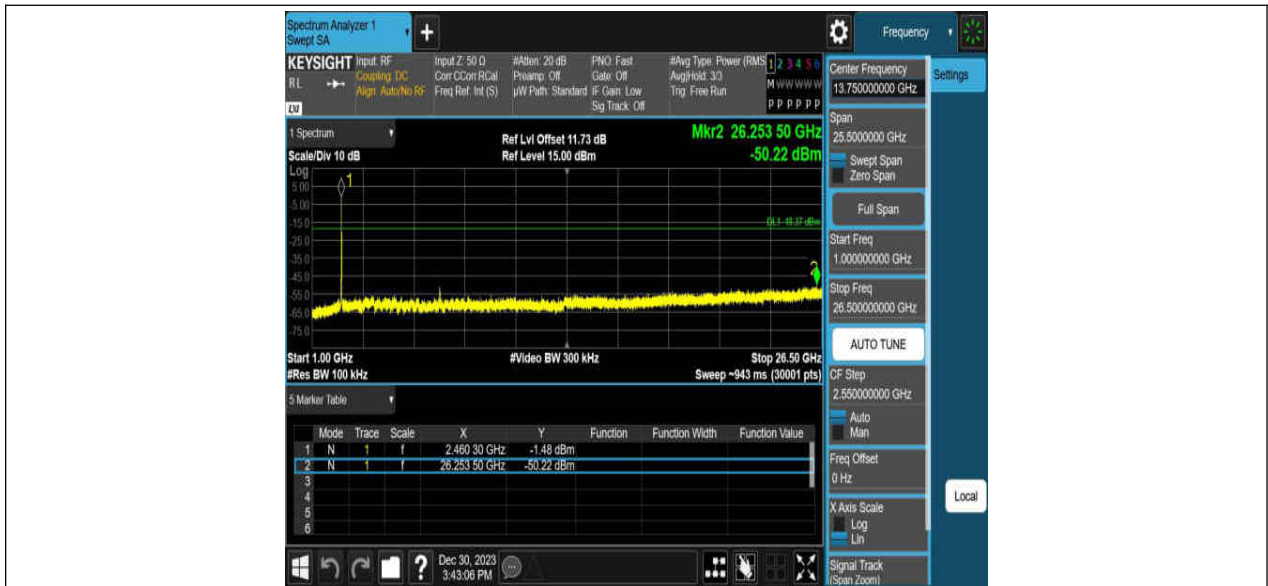 Spectrum Analyzer 1
Swept SA
+
Frequency
KEYSIGHT
RL
LXI
Input: RF
Coupling: DC
Align: Auto/No RF
Input Z: 50 Ω
Corr CCorr RCal
Freq Ref: Int (S)
#Atten: 20 dB
Preamp: Off
µW Path: Standard
PNO: Fast
Gate: Off
IF Gain: Low
Sig Track: Off
#Avg Type: Power (RMS
Avg|Hold: 3/3
Trig: Free Run
1 2 3 4 5 6
M W W W W W
P P P P P P
1 Spectrum
Scale/Div 10 dB
Ref Lvl Offset 11.73 dB
Ref Level 15.00 dBm
Mkr2 26.253 50 GHz
-50.22 dBm
Log
5.00
-5.00
-15.0
-25.0
-35.0
-45.0
-55.0
-65.0
-75.0
1
2
DL1 -18.37 dBm
Start 1.00 GHz
#Res BW 100 kHz
#Video BW 300 kHz
Stop 26.50 GHz
Sweep ~943 ms (30001 pts)
5 Marker Table
Mode Trace Scale X Y Function Function Width Function Value
1 N 1 f 2.460 30 GHz -1.48 dBm
2 N 1 f 26.253 50 GHz -50.22 dBm
3
4
5
6
Dec 30, 2023
3:43:06 PM
?
Center Frequency
13.750000000 GHz
Settings
Span
25.5000000 GHz
Swept Span
Zero Span
Full Span
Start Freq
1.000000000 GHz
Stop Freq
26.500000000 GHz
AUTO TUNE
CF Step
2.550000000 GHz
Auto
Man
Freq Offset
0 Hz
X Axis Scale
Log
Lin
Local
Signal Track
(Span Zoom)